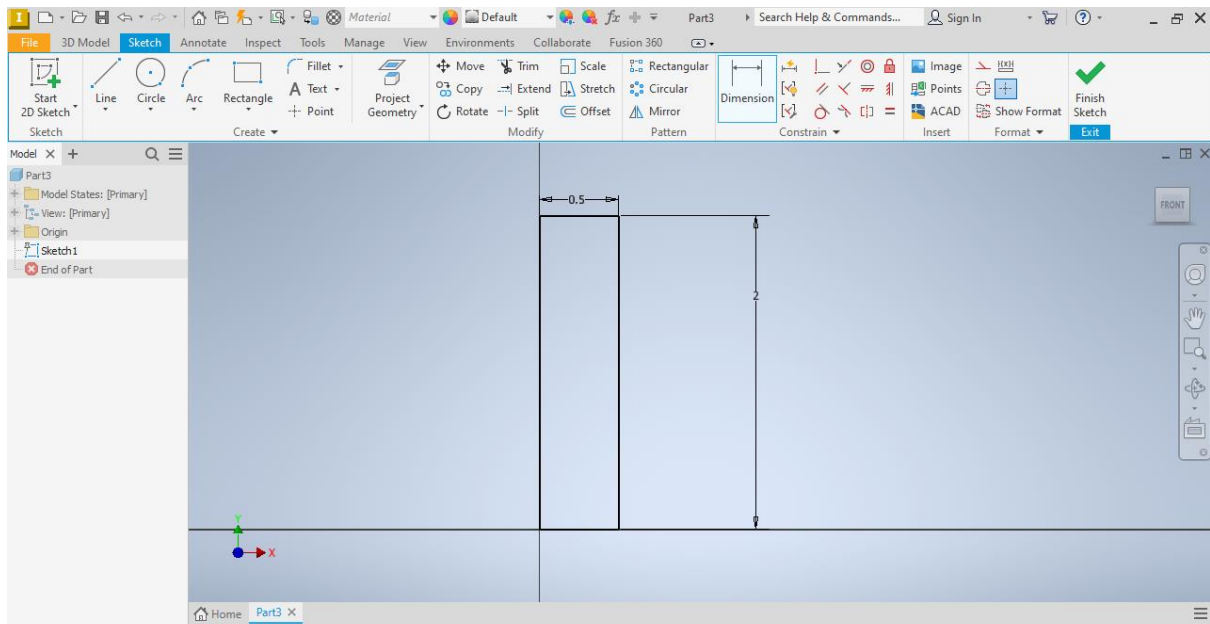 I Material Default fx Part3 Search Help & Commands... Sign In ?
File 3D Model Sketch Annotate Inspect Tools Manage View Environments Collaborate Fusion 360
Start
2D Sketch
Line
Circle
Arc
Rectangle
Fillet
A Text
Point
Project
Geometry
Move Trim Scale
Copy Extend Stretch
Rotate Split Offset
Rectangular
Circular
Mirror
Dimension
Image
Points
ACAD
Show Format
Finish
Sketch
Sketch Create Modify Pattern Constrain Insert Format Exit
Model
Part3
Model States: [Primary]
View: [Primary]
Origin
Sketch1
End of Part
0.5
2
FRONT
Y
X
Home Part3